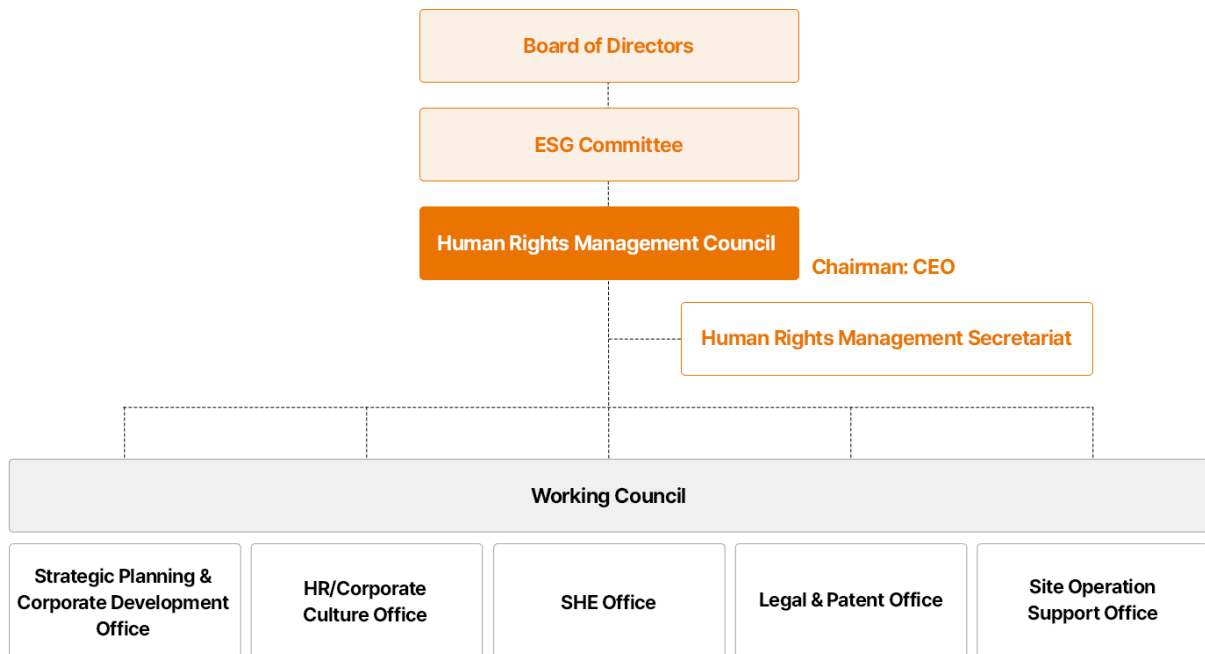 Board of Directors
ESG Committee
Human Rights Management Council
Chairman: CEO
Human Rights Management Secretariat
Working Council
Strategic Planning &
Corporate Development
Office
HR/Corporate
Culture Office
SHE Office
Legal & Patent Office
Site Operation
Support Office